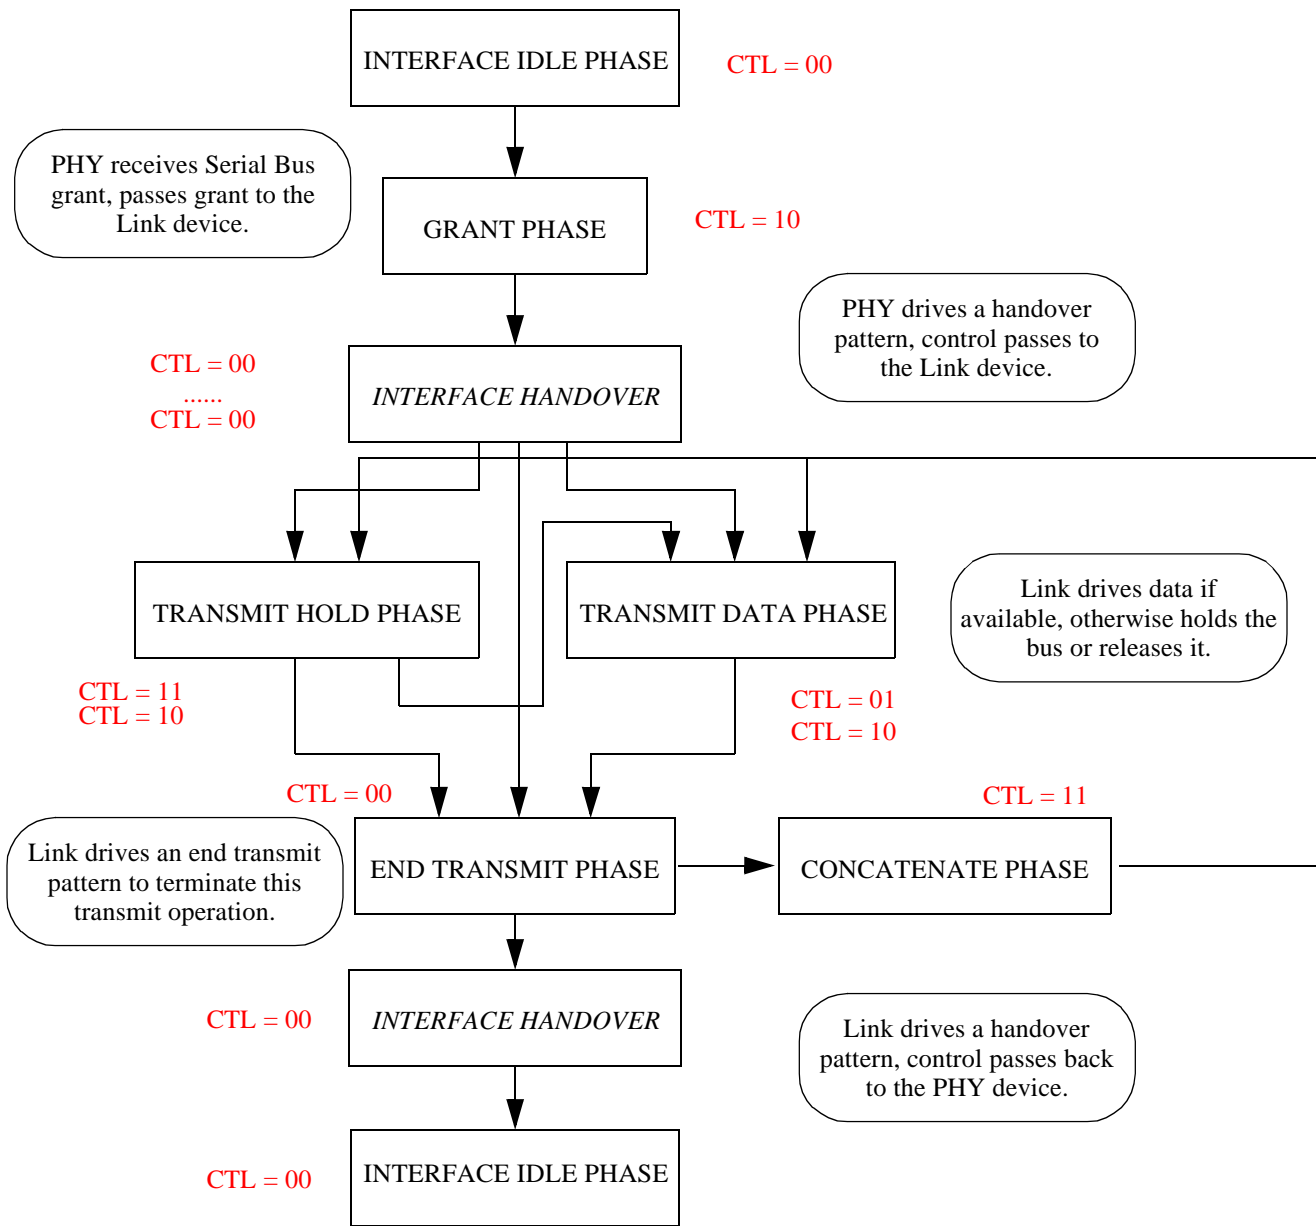 INTERFACE IDLE PHASE
CTL = 00
PHY receives Serial Bus
grant, passes grant to the
Link device.
GRANT PHASE
CTL = 10
PHY drives a handover
pattern, control passes to
the Link device.
CTL = 00
......
CTL = 00
INTERFACE HANDOVER
TRANSMIT HOLD PHASE
TRANSMIT DATA PHASE
Link drives data if
available, otherwise holds the
bus or releases it.
CTL = 11
CTL = 10
CTL = 01
CTL = 10
CTL = 00
CTL = 11
Link drives an end transmit
pattern to terminate this
transmit operation.
END TRANSMIT PHASE
CONCATENATE PHASE
CTL = 00
INTERFACE HANDOVER
Link drives a handover
pattern, control passes back
to the PHY device.
CTL = 00
INTERFACE IDLE PHASE